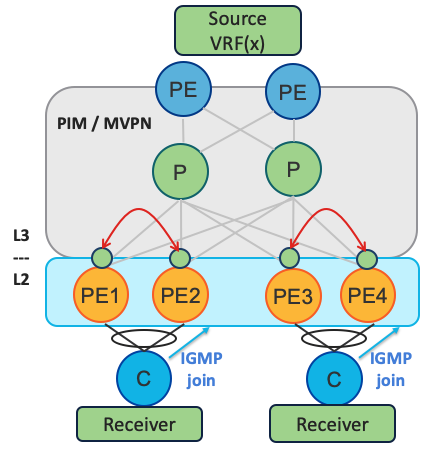 Source
VRF(x)
PE
PE
PIM / MVPN
P
P
L3
---
L2
PE1
PE2
PE3
PE4
IGMP
join
IGMP
join
C
C
Receiver
Receiver